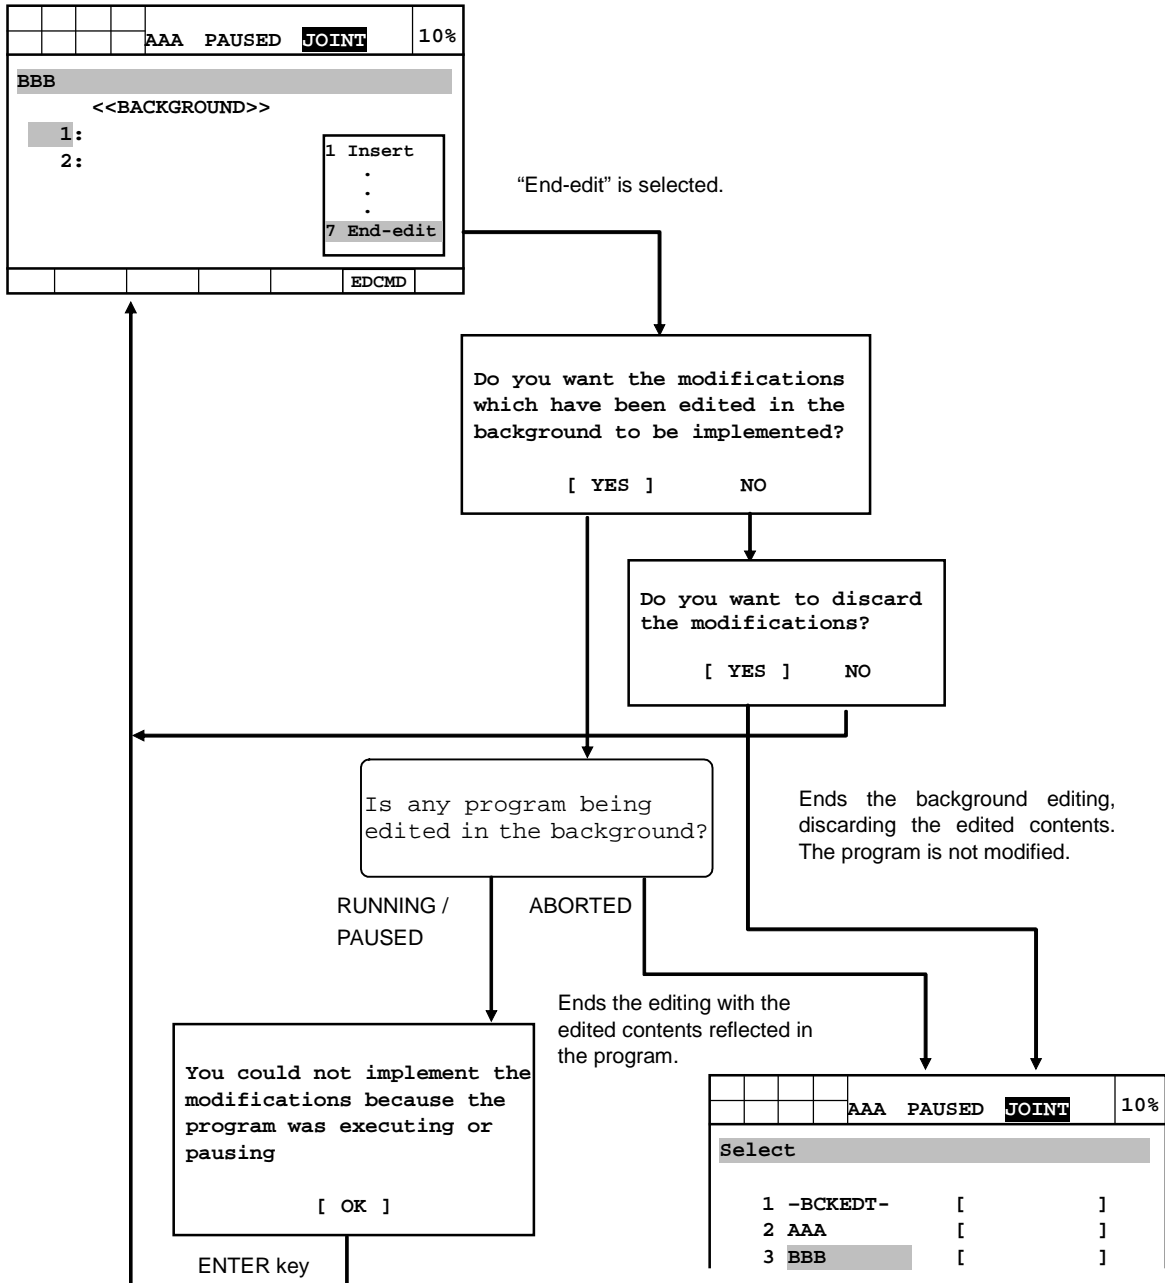 AAA PAUSED JOINT 10%
BBB
<<BACKGROUND>>
1:
2:
1 Insert
.
.
.
7 End-edit
EDCMD
“End-edit” is selected.
Do you want the modifications
which have been edited in the
background to be implemented?
[ YES ] NO
Do you want to discard
the modifications?
[ YES ] NO
Is any program being
edited in the background?
Ends the background editing,
discarding the edited contents.
The program is not modified.
RUNNING /
PAUSED
ABORTED
Ends the editing with the
edited contents reflected in
the program.
You could not implement the
modifications because the
program was executing or
pausing
[ OK ]
ENTER key
AAA PAUSED JOINT 10%
Select
1 –BCKEDT– [ ]
2 AAA [ ]
3 BBB [ ]